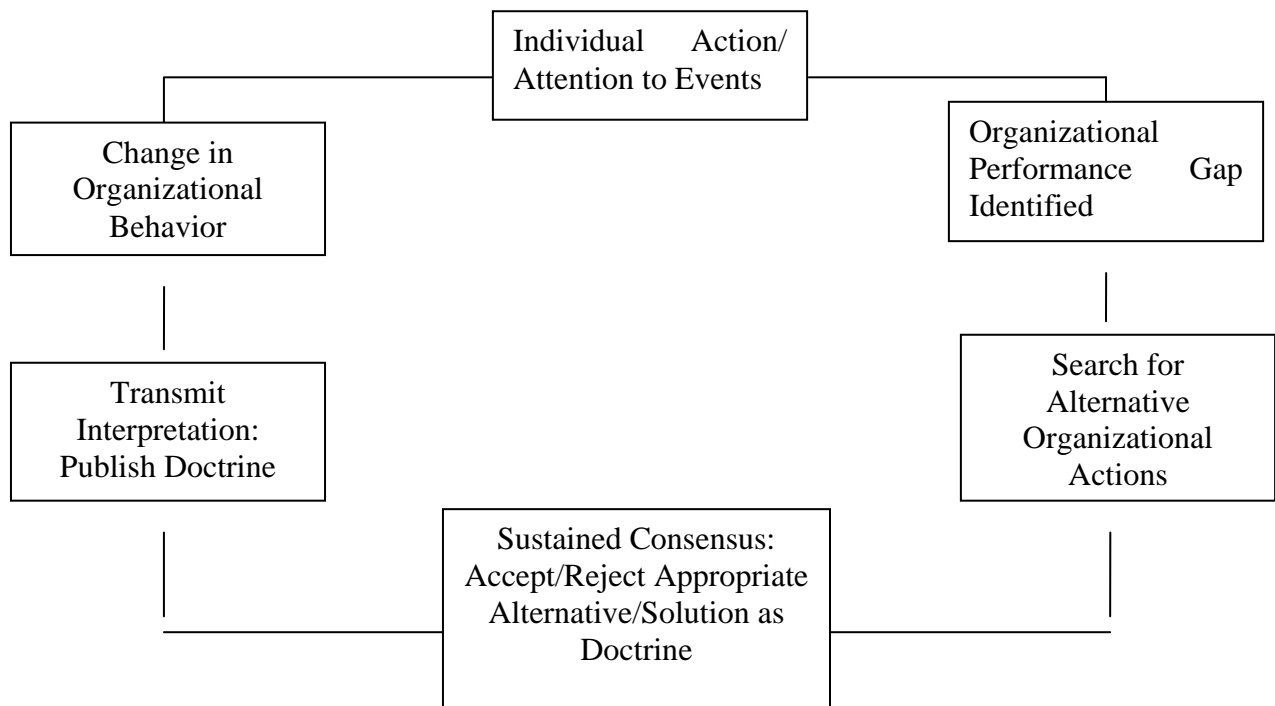 Individual Action/
Attention to Events
Organizational
Performance Gap
Identified
Search for
Alternative
Organizational
Actions
Sustained Consensus:
Accept/Reject Appropriate
Alternative/Solution as
Doctrine
Transmit
Interpretation:
Publish Doctrine
Change in
Organizational
Behavior